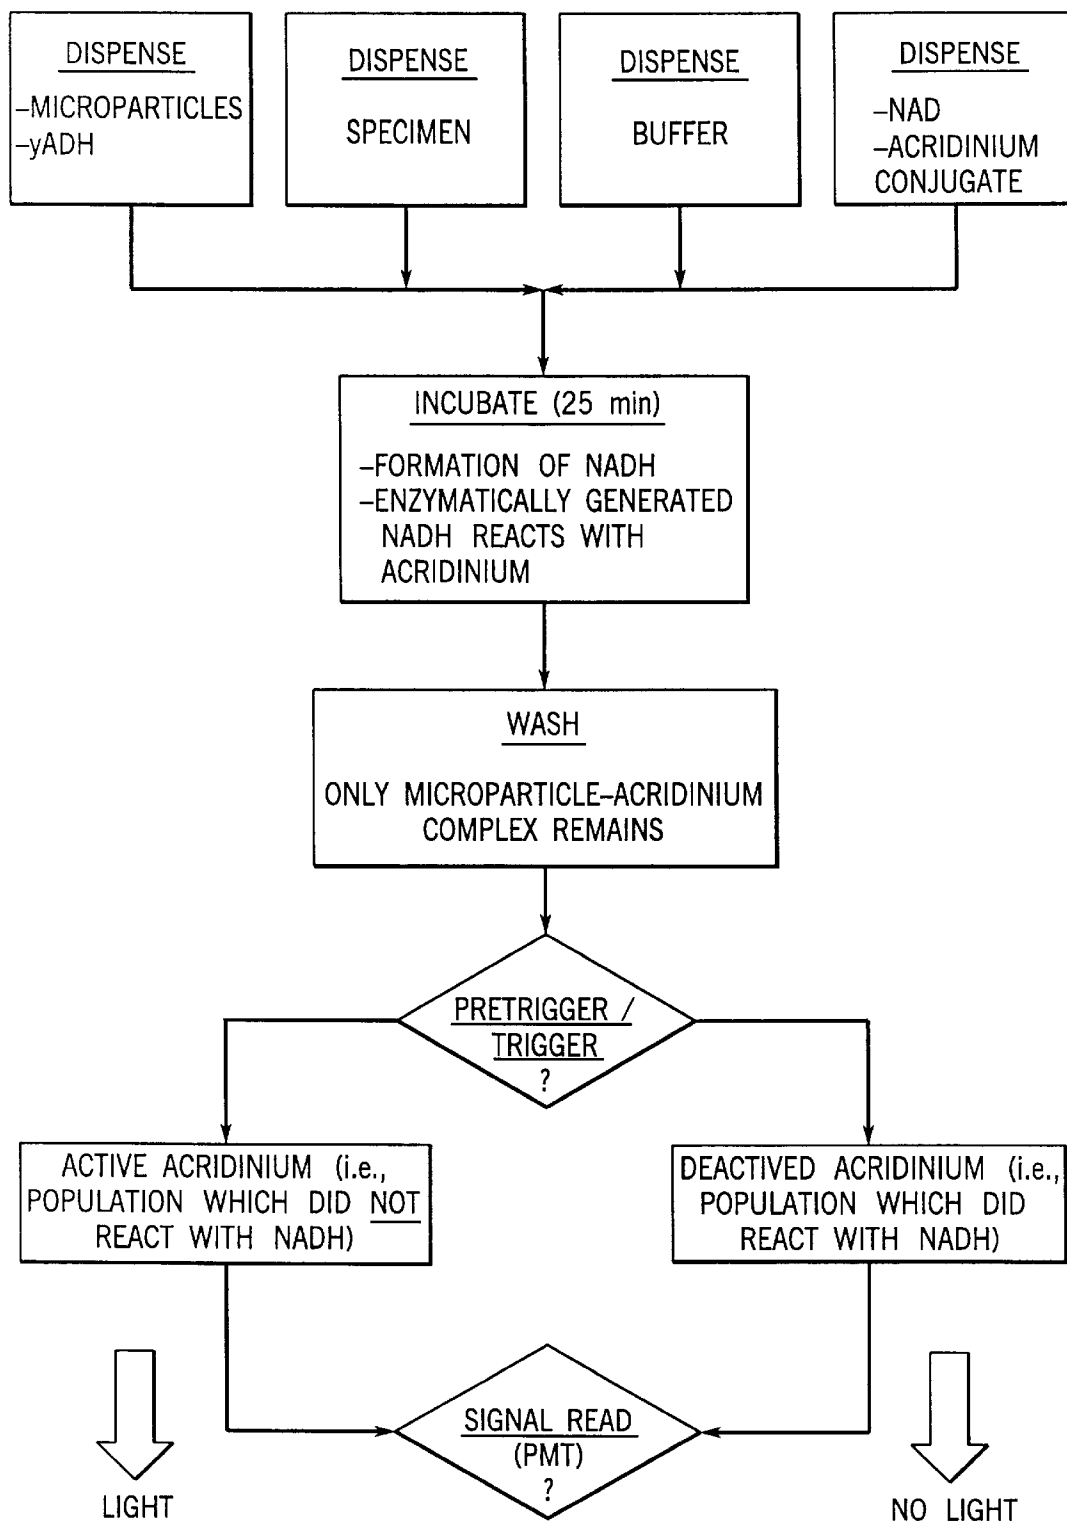 DISPENSE
–MICROPARTICLES
–yADH
DISPENSE
SPECIMEN
DISPENSE
BUFFER
DISPENSE
–NAD
–ACRIDINIUM
CONJUGATE
INCUBATE (25 min)
–FORMATION OF NADH
–ENZYMATICALLY GENERATED
NADH REACTS WITH
ACRIDINIUM
WASH
ONLY MICROPARTICLE–ACRIDINIUM
COMPLEX REMAINS
PRETRIGGER /
TRIGGER
?
ACTIVE ACRIDINIUM (i.e.,
POPULATION WHICH DID NOT
REACT WITH NADH)
DEACTIVED ACRIDINIUM (i.e.,
POPULATION WHICH DID
REACT WITH NADH)
SIGNAL READ
(PMT)
?
LIGHT
NO LIGHT